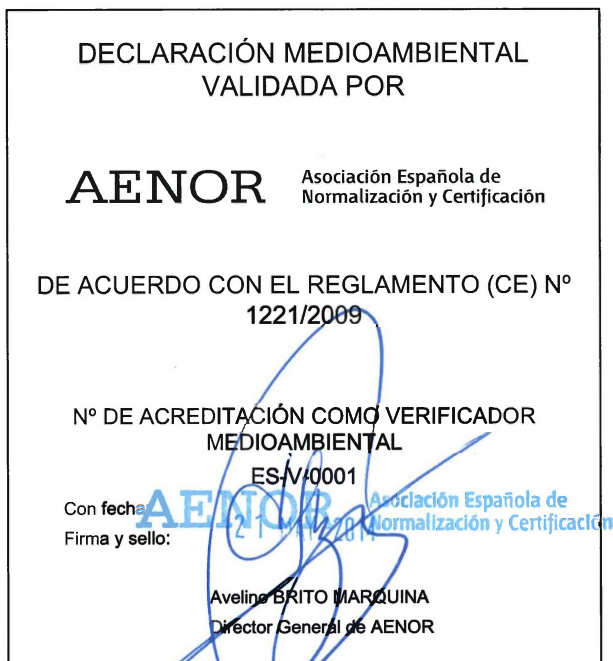 DECLARACIÓN MEDIOAMBIENTAL
VALIDADA POR
AENOR
Asociación Española de
Normalización y Certificación
DE ACUERDO CON EL REGLAMENTO (CE) Nº
1221/2009
Nº DE ACREDITACIÓN COMO VERIFICADOR
MEDIOAMBIENTAL
ES-V-0001
Con fecha
AENOR
Asociación Española de
Normalización y Certificación
21
Firma y sello:
Avelino BRITO MARQUINA
Director General de AENOR